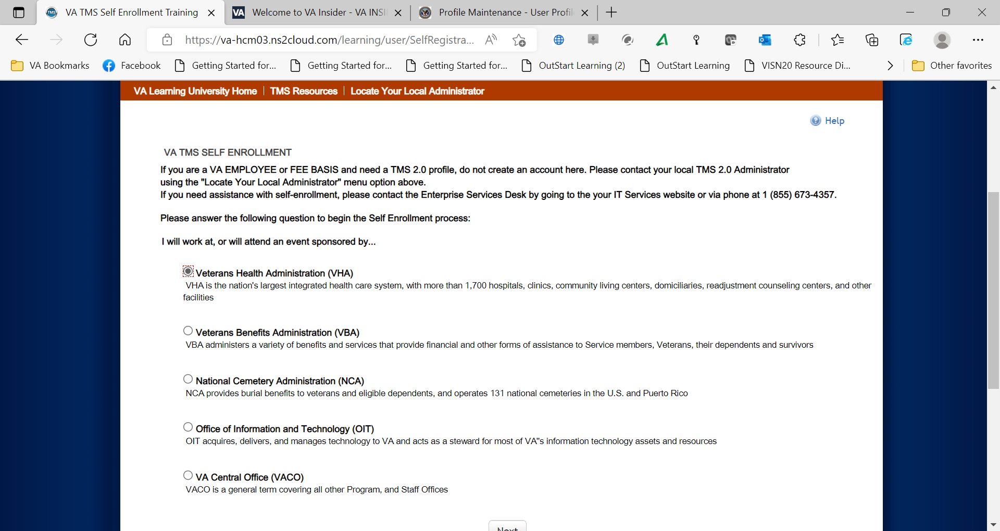 TMS VA TMS Self Enrollment Training VA Welcome to VA Insider - VA INSI Profile Maintenance - User Profil
https://va-hcm03.ns2cloud.com/learning/user/SelfRegistra...
VA Bookmarks Facebook Getting Started for... Getting Started for... Getting Started for... OutStart Learning (2) OutStart Learning VISN20 Resource Di... Other favorites
VA Learning University Home | TMS Resources | Locate Your Local Administrator
Help
VA TMS SELF ENROLLMENT
If you are a VA EMPLOYEE or FEE BASIS and need a TMS 2.0 profile, do not create an account here. Please contact your local TMS 2.0 Administrator
using the "Locate Your Local Administrator" menu option above.
If you need assistance with self-enrollment, please contact the Enterprise Services Desk by going to the your IT Services website or via phone at 1 (855) 673-4357.
Please answer the following question to begin the Self Enrollment process:
I will work at, or will attend an event sponsored by...
Veterans Health Administration (VHA)
VHA is the nation's largest integrated health care system, with more than 1,700 hospitals, clinics, community living centers, domiciliaries, readjustment counseling centers, and other
facilities
Veterans Benefits Administration (VBA)
VBA administers a variety of benefits and services that provide financial and other forms of assistance to Service members, Veterans, their dependents and survivors
National Cemetery Administration (NCA)
NCA provides burial benefits to veterans and eligible dependents, and operates 131 national cemeteries in the U.S. and Puerto Rico
Office of Information and Technology (OIT)
OIT acquires, delivers, and manages technology to VA and acts as a steward for most of VA"s information technology assets and resources
VA Central Office (VACO)
VACO is a general term covering all other Program, and Staff Offices
Next